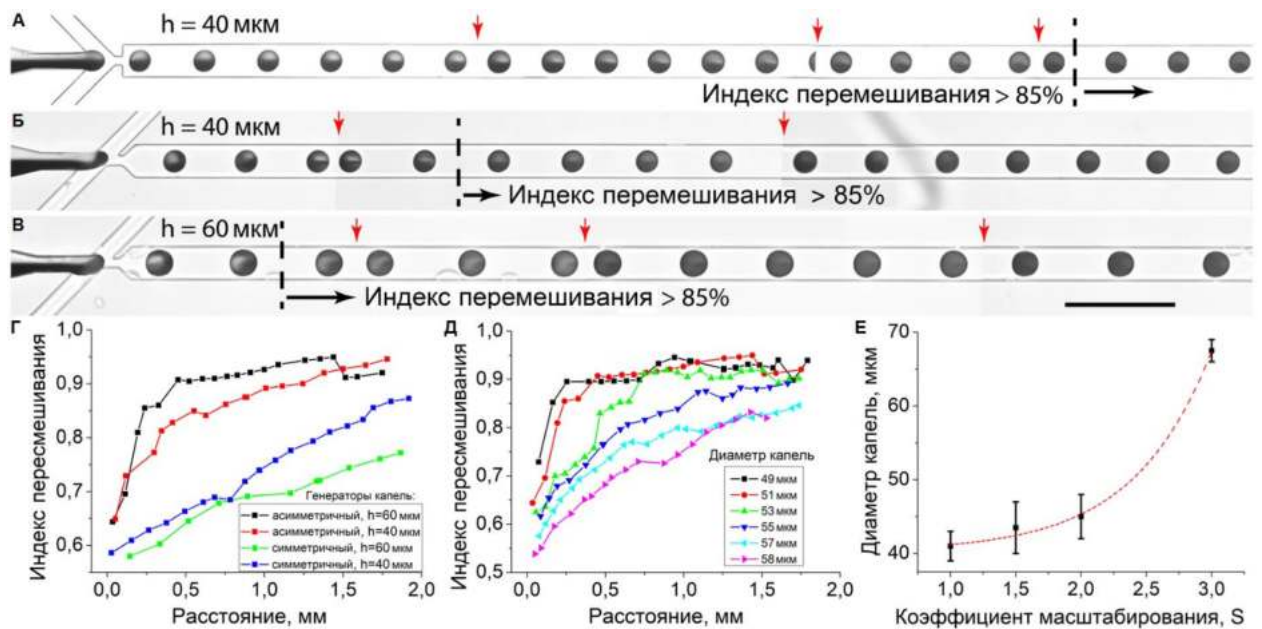 А
h = 40 мкм
Индекс перемешивания > 85%
Б
h = 40 мкм
Индекс перемешивания > 85%
В
h = 60 мкм
Индекс перемешивания > 85%
Г
1,0
0,9
0,8
0,7
0,6
Индекс пересмешивания
0,0
0,5
1,0
1,5
2,0
Расстояние, мм
Генераторы капель:
асимметричный, h=60 мкм
асимметричный, h=40 мкм
симметричный, h=60 мкм
симметричный, h=40 мкм
Д
1,0
0,9
0,8
0,7
0,6
0,5
Индекс пересмешивания
0,0
0,5
1,0
1,5
2,0
Расстояние, мм
Диаметр капель
49 мкм
51 мкм
53 мкм
55 мкм
57 мкм
58 мкм
Е
70
60
50
40
Диаметр капель, мкм
1,0
1,5
2,0
2,5
3,0
Коэффициент масштабирования, S